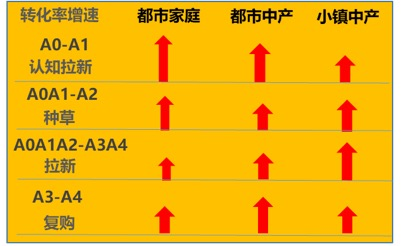 转化率增速 都市家庭 都市中产 小镇中产
A0-A1
认知拉新
A0A1-A2
种草
A0A1A2-A3A4
拉新
A3-A4
复购